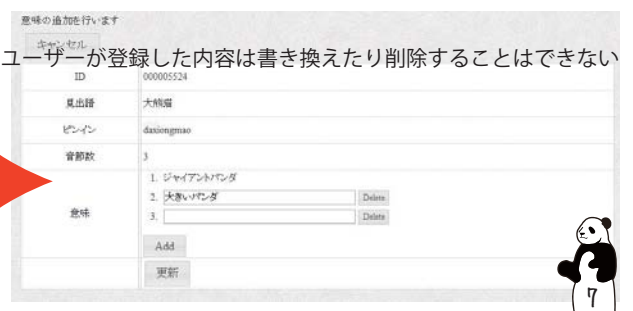 意味の追加を行います
キャンセル
ユーザーが登録した内容は書き換えたり削除することはできない
ID 000005524
見出語 大熊猫
ピンイン daxiongmao
音節数 3
意味
1. ジャイアントパンダ
2. 大きいパンダ Delete
3. Delete
Add
更新
7